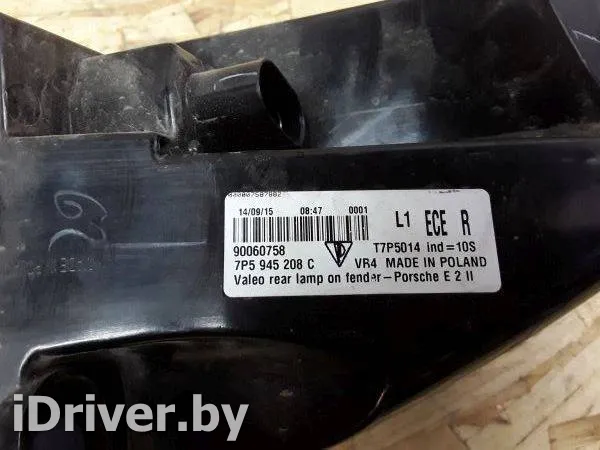 14/09/15 08:47 0001
L1 ECE R
90060758
T7P5014 ind=10S
7P5 945 208 C
VR4 MADE IN POLAND
Valeo rear lamp on fender-Porsche E 2 II
29
iDriver.by